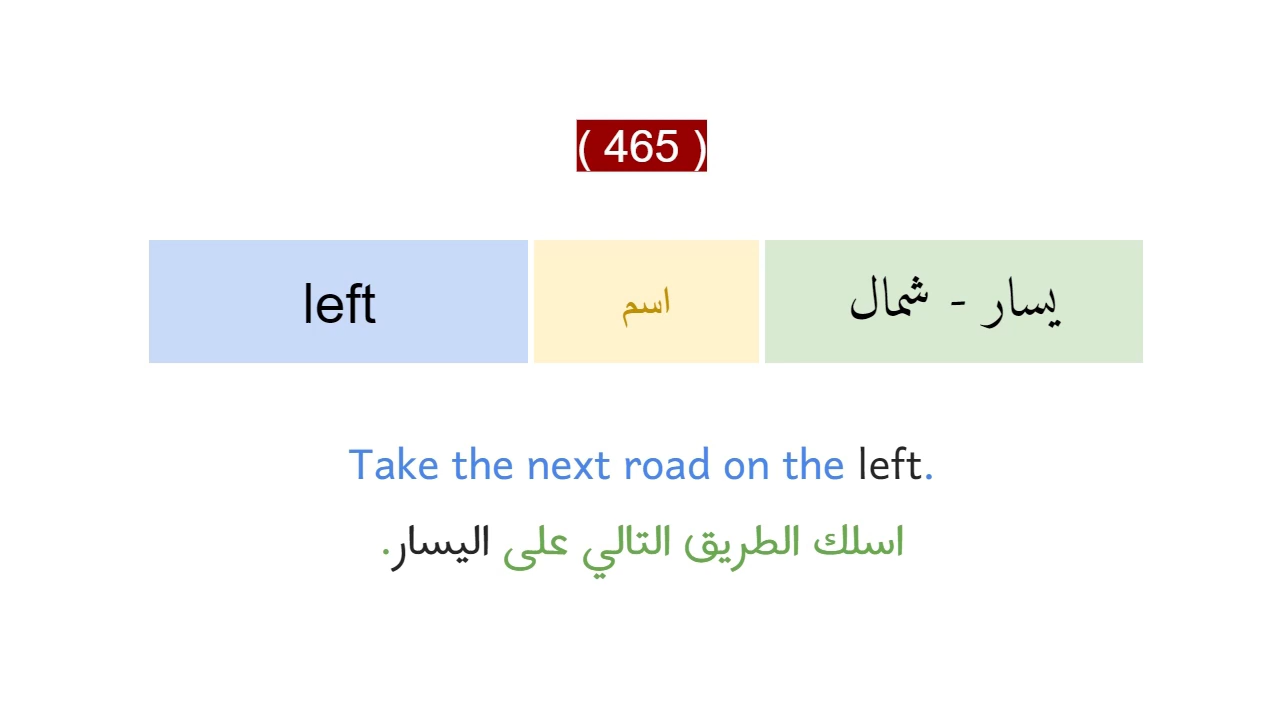 ( 465 )
left اسم يسار - شمال
Take the next road on the left.
اسلك الطريق التالي على اليسار.